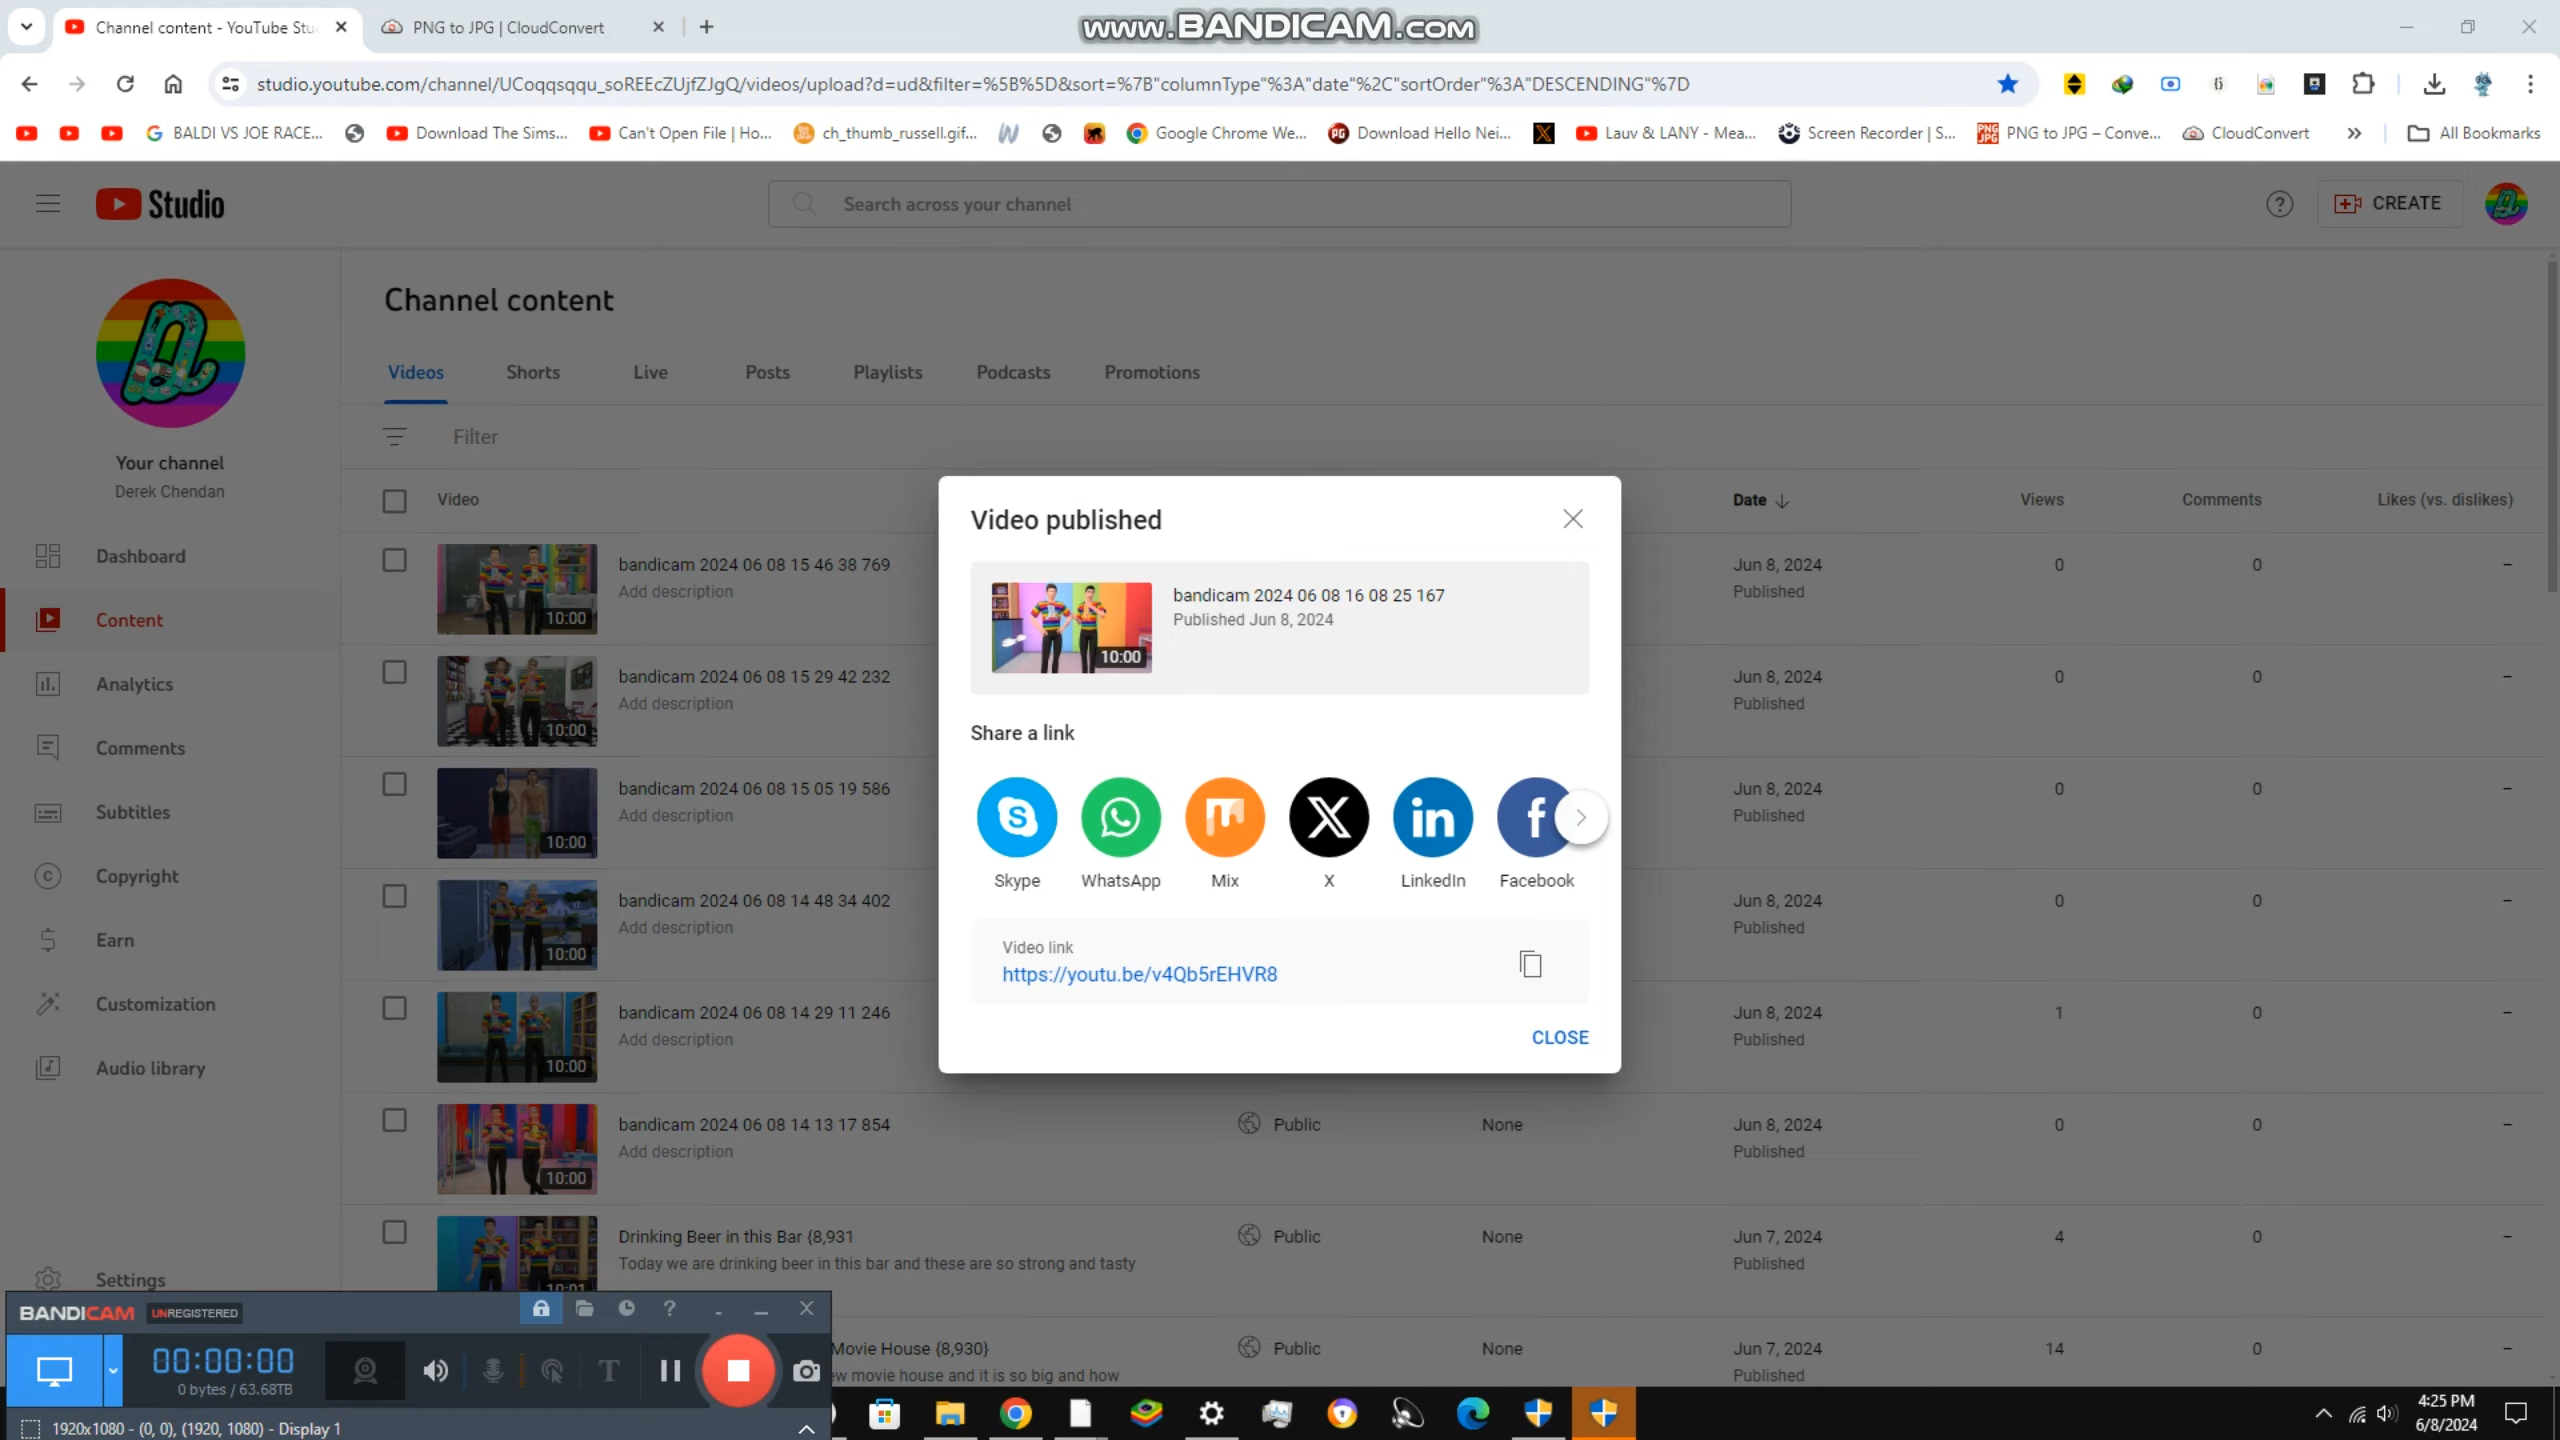 Channel content - YouTube Stu
PNG to JPG | CloudConvert
www.BANDICAM.com
studio.youtube.com/channel/UCoqqsqqu_soREEcZUjfZJgQ/videos/upload?d=ud&filter=%5B%5D&sort=%7B"columnType"%3A"date"%2C"sortOrder"%3A"DESCENDING"%7D
BALDI VS JOE RACE...
Download The Sims...
Can't Open File | Ho...
ch_thumb_russell.gif...
Google Chrome We...
Download Hello Nei...
Lauv & LANY - Mea...
Screen Recorder | S...
PNG to JPG – Conve...
CloudConvert
All Bookmarks
Studio
Search across your channel
CREATE
Channel content
Videos
Shorts
Live
Posts
Playlists
Podcasts
Promotions
Filter
Your channel
Derek Chendan
Dashboard
Content
Analytics
Comments
Subtitles
Copyright
Earn
Customization
Audio library
Settings
Video
Date
Views
Comments
Likes (vs. dislikes)
10:00
bandicam 2024 06 08 15 46 38 769
Add description
Jun 8, 2024
Published
0
0
–
10:00
bandicam 2024 06 08 15 29 42 232
Add description
Jun 8, 2024
Published
0
0
–
10:00
bandicam 2024 06 08 15 05 19 586
Add description
Jun 8, 2024
Published
0
0
–
10:00
bandicam 2024 06 08 14 48 34 402
Add description
Jun 8, 2024
Published
0
0
–
10:00
bandicam 2024 06 08 14 29 11 246
Add description
Jun 8, 2024
Published
1
0
–
10:00
bandicam 2024 06 08 14 13 17 854
Add description
Public
None
Jun 8, 2024
Published
0
0
–
10:01
Drinking Beer in this Bar {8,931
Today we are drinking beer in this bar and these are so strong and tasty
Public
None
Jun 7, 2024
Published
4
0
–
Movie House {8,930}
ew movie house and it is so big and how
Public
None
Jun 7, 2024
Published
14
0
–
Video published
10:00
bandicam 2024 06 08 16 08 25 167
Published Jun 8, 2024
Share a link
Skype
WhatsApp
Mix
X
LinkedIn
Facebook
Video link
https://youtu.be/v4Qb5rEHVR8
CLOSE
BANDICAM
UNREGISTERED
00:00:00
0 bytes / 63.68TB
1920x1080 - (0, 0), (1920, 1080) - Display 1
4:25 PM
6/8/2024